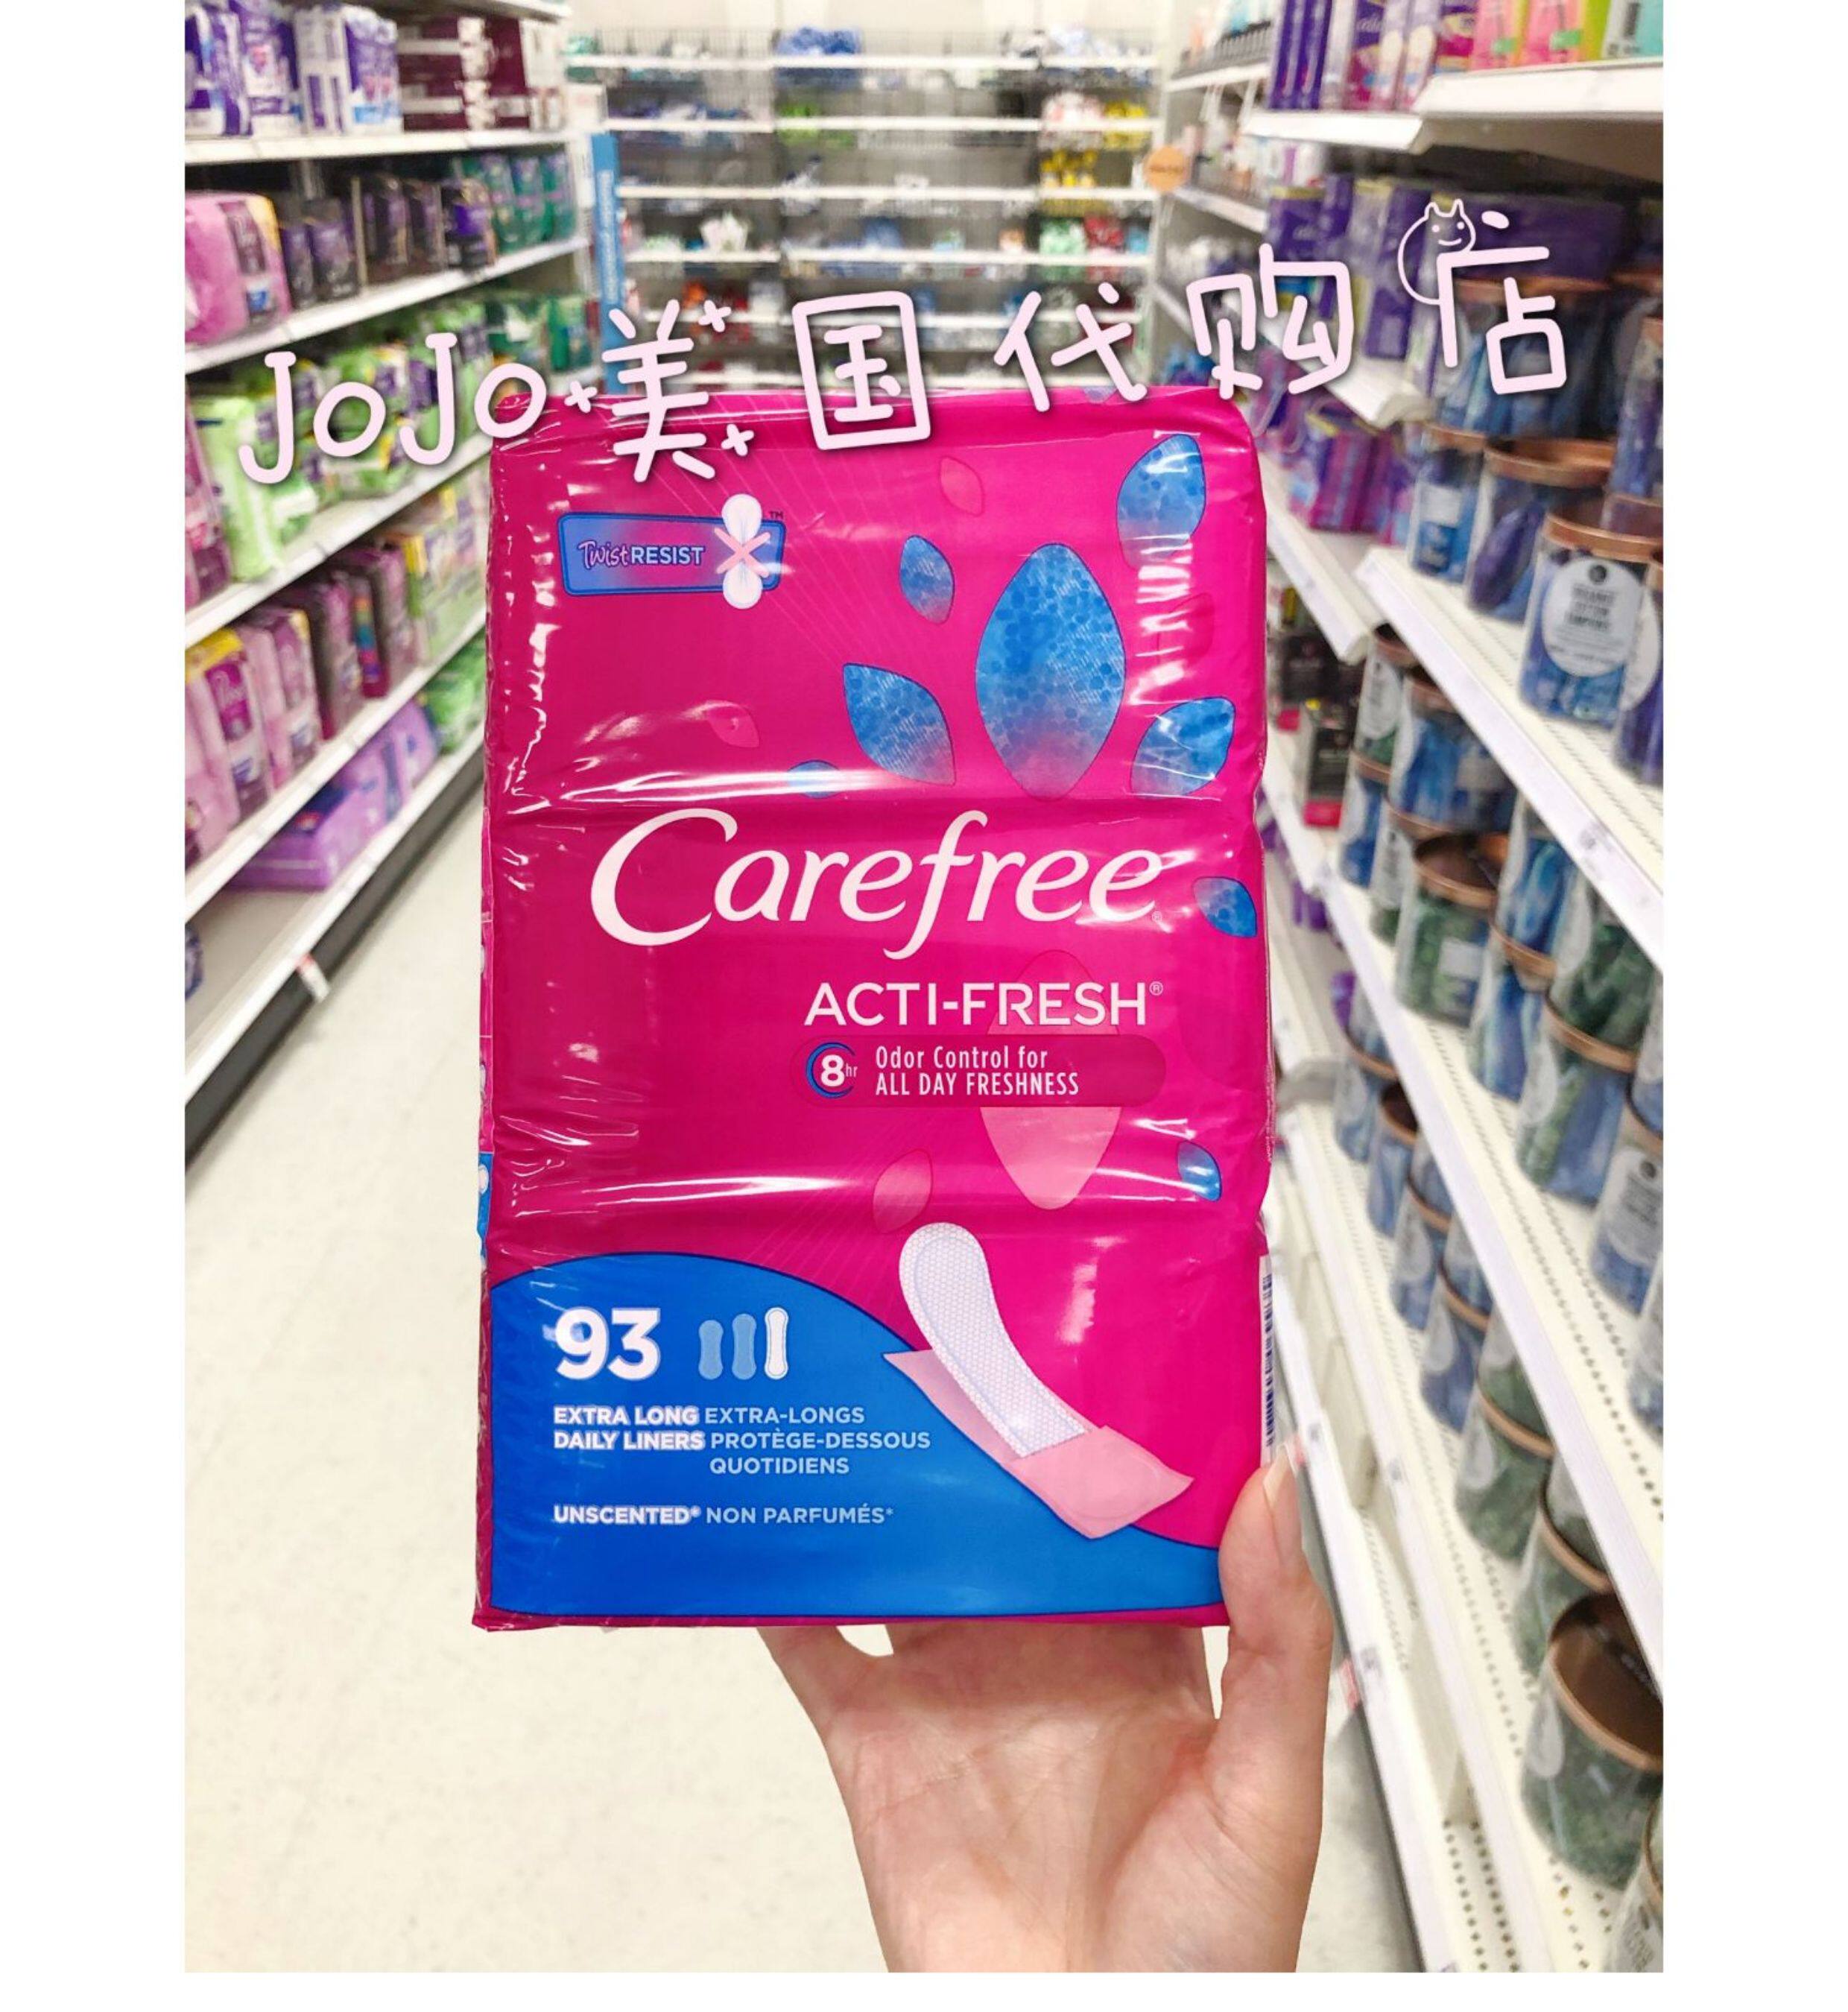 JoJo美国代购店
TwistRESIST™
Carefree®
ACTI-FRESH®
8hr Odor Control for
ALL DAY FRESHNESS
93
EXTRA LONG EXTRA-LONGS
DAILY LINERS PROTÈGE-DESSOUS
QUOTIDIENS
UNSCENTED* NON PARFUMÉS*